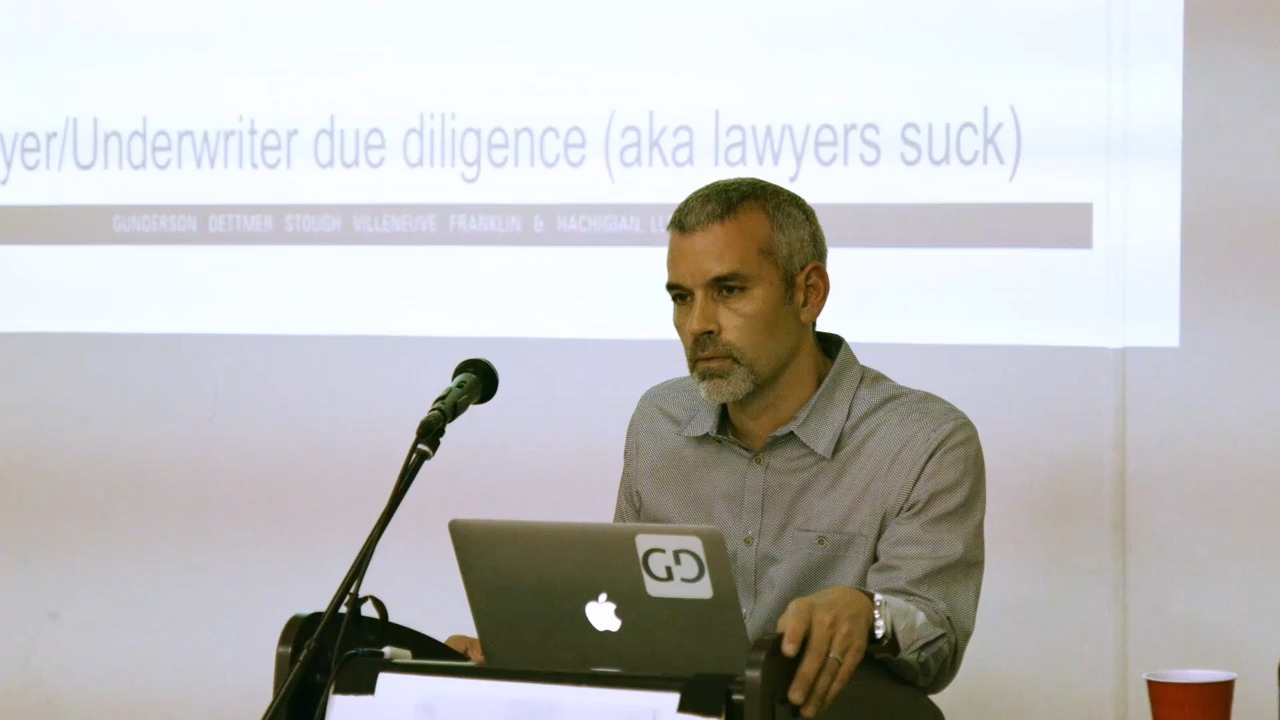 yer/Underwriter due diligence (aka lawyers suck)
GUNDERSON DETTMER STOUGH VILLENEUVE FRANKLIN & HACHIGIAN, LL
GD